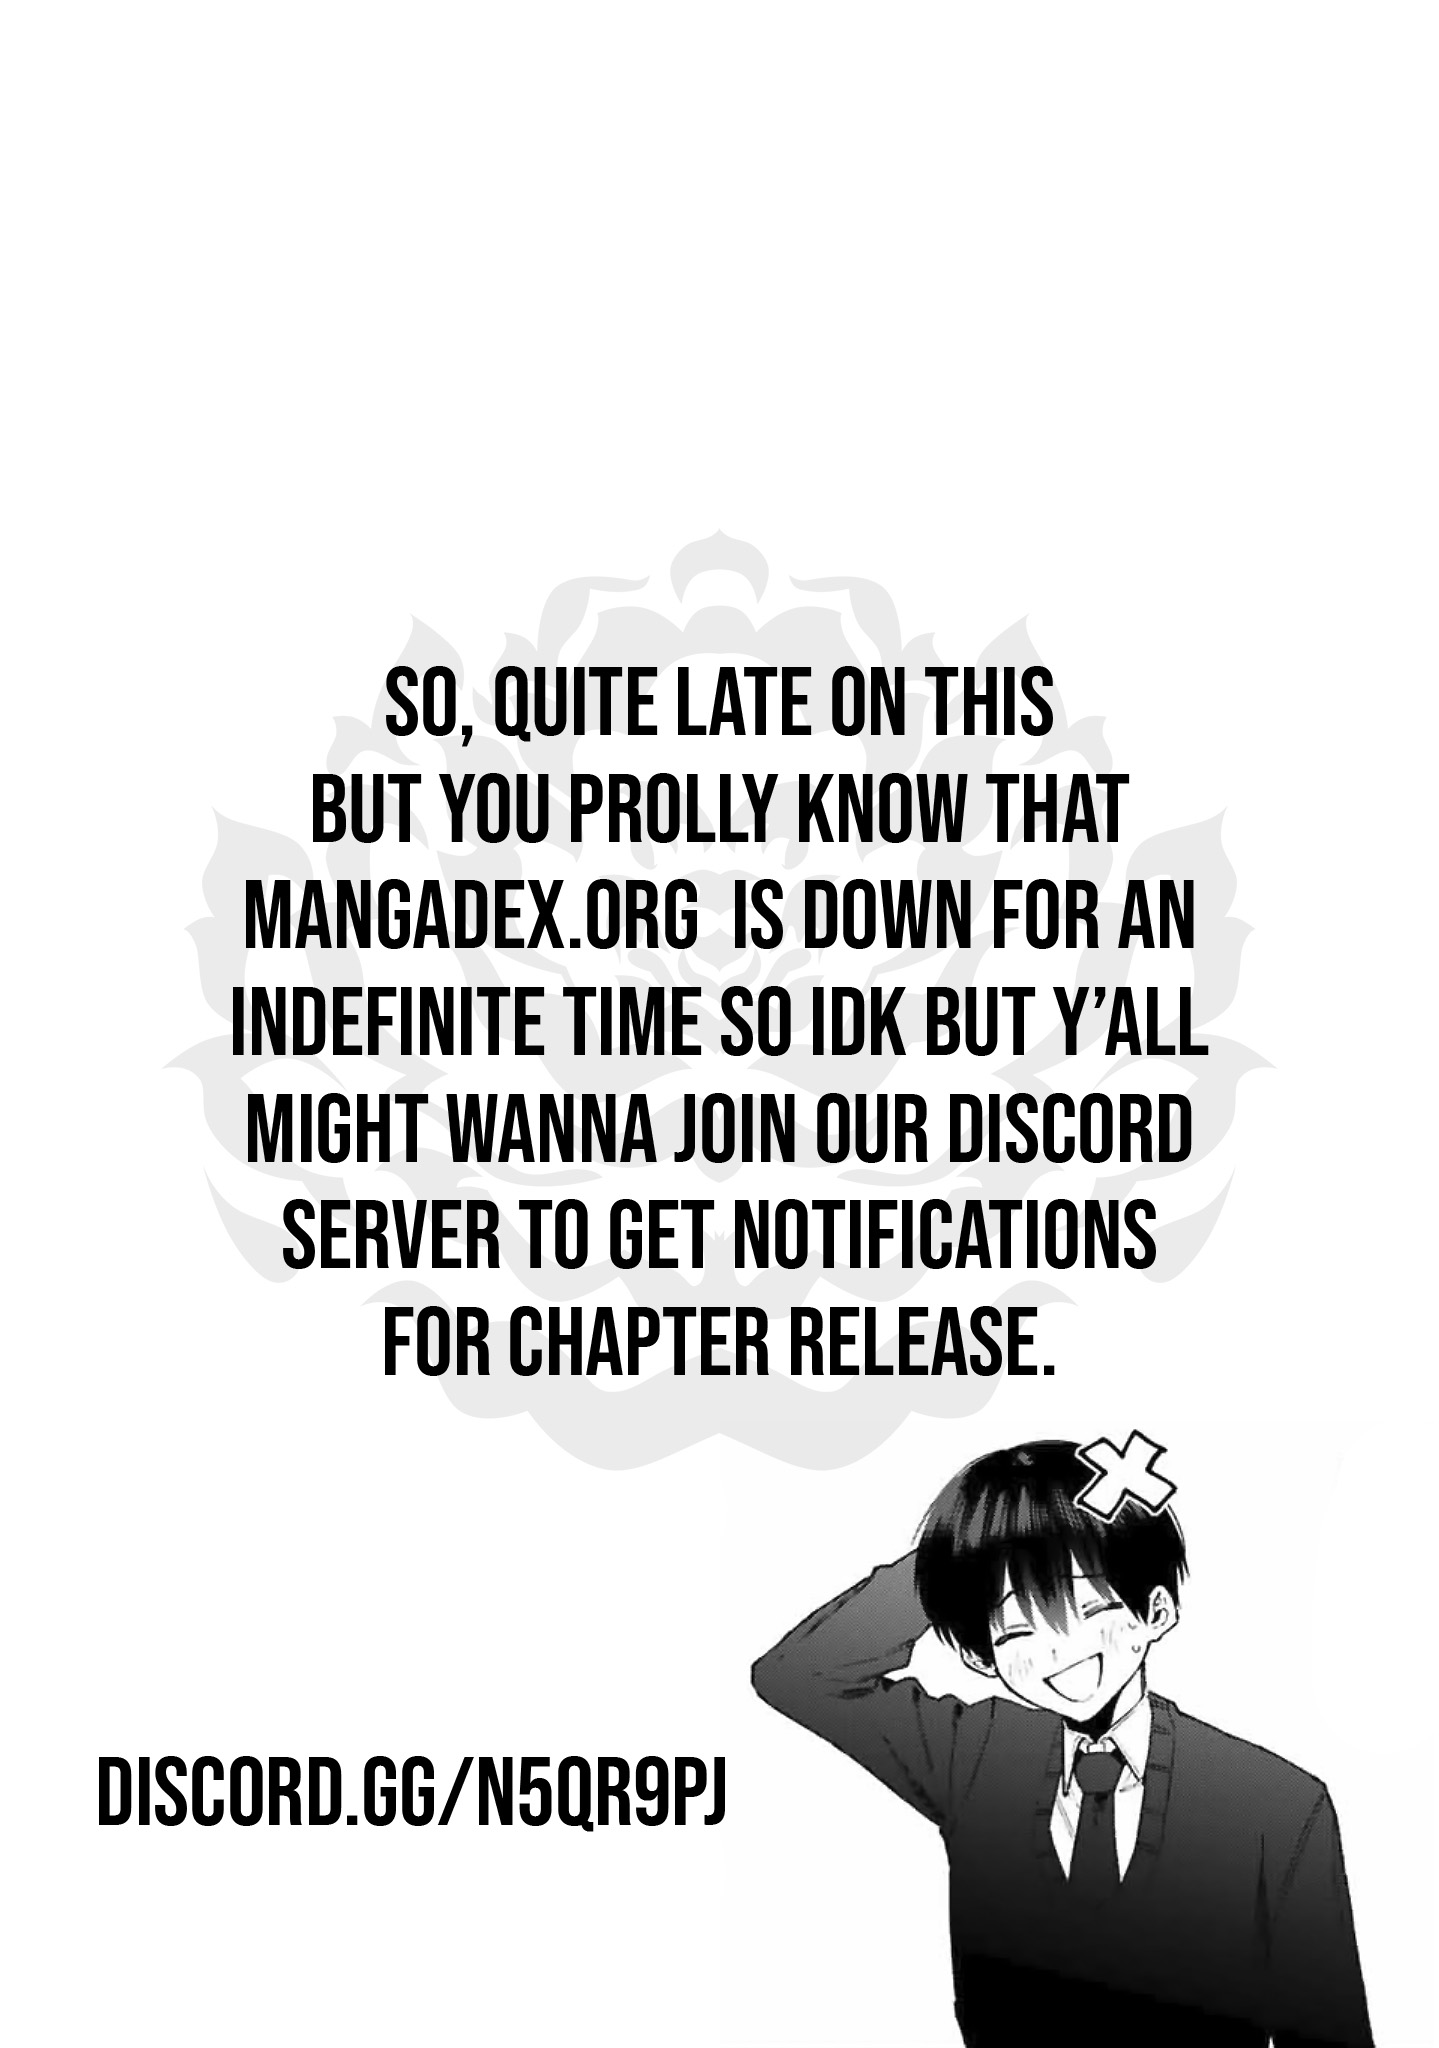 SO, QUITE LATE ON THIS
BUT YOU PROLLY KNOW THAT
MANGADEX.ORG  IS DOWN FOR AN
INDEFINITE TIME SO IDK BUT Y’ALL
MIGHT WANNA JOIN OUR DISCORD
SERVER TO GET NOTIFICATIONS
FOR CHAPTER RELEASE.
DISCORD.GG/N5QR9PJ